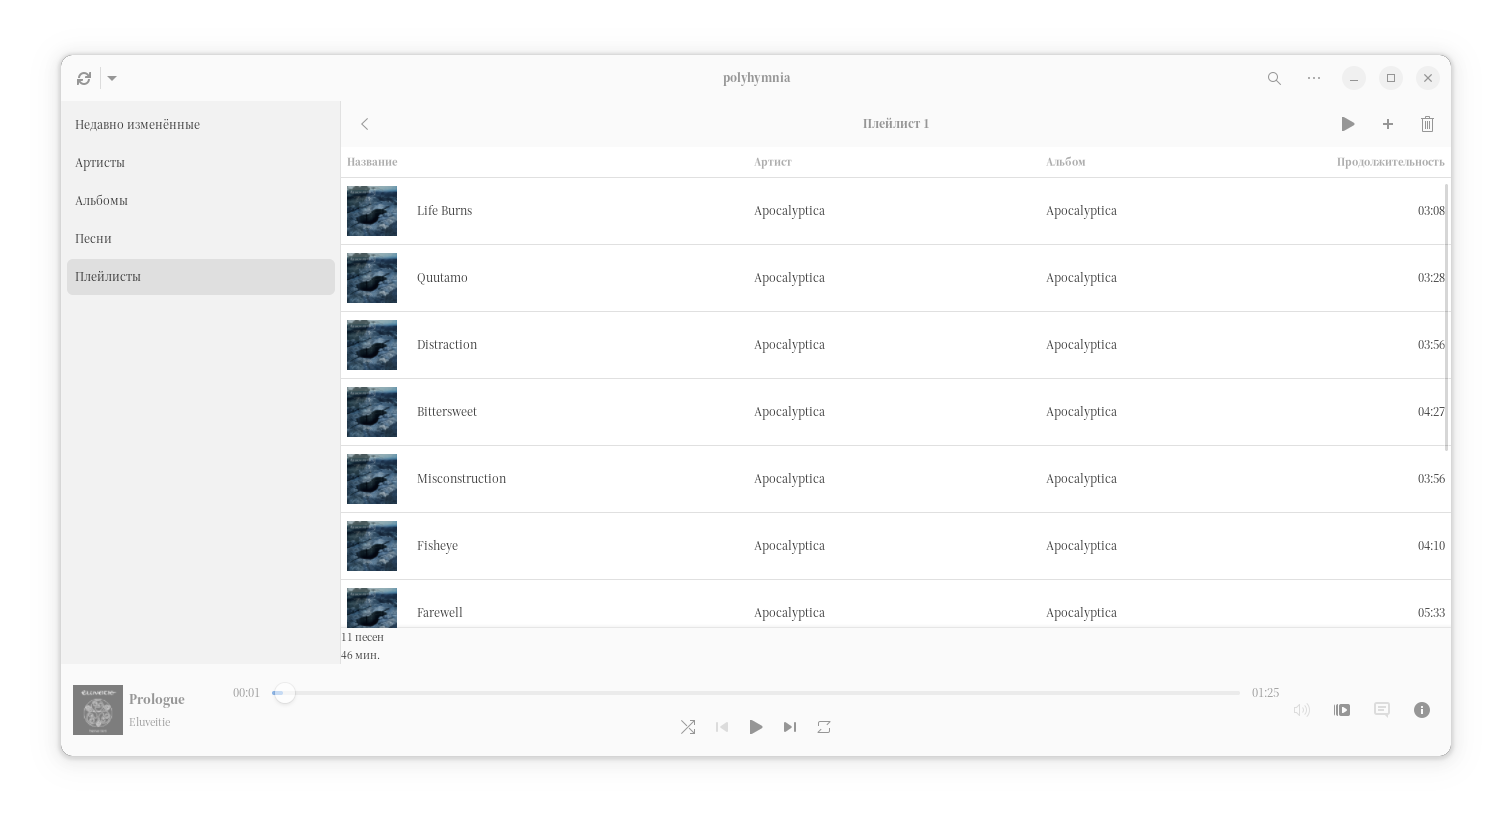 polyhymnia
Недавно изменённые
Артисты
Альбомы
Песни
Плейлисты
Плейлист 1
Название Артист Альбом Продолжительность
Life Burns Apocalyptica Apocalyptica 03:08
Quutamo Apocalyptica Apocalyptica 03:28
Distraction Apocalyptica Apocalyptica 03:56
Bittersweet Apocalyptica Apocalyptica 04:27
Misconstruction Apocalyptica Apocalyptica 03:56
Fisheye Apocalyptica Apocalyptica 04:10
Farewell Apocalyptica Apocalyptica 05:33
11 песен
46 мин.
ELUVEITIE
Prologue
Eluveitie
00:01 01:25